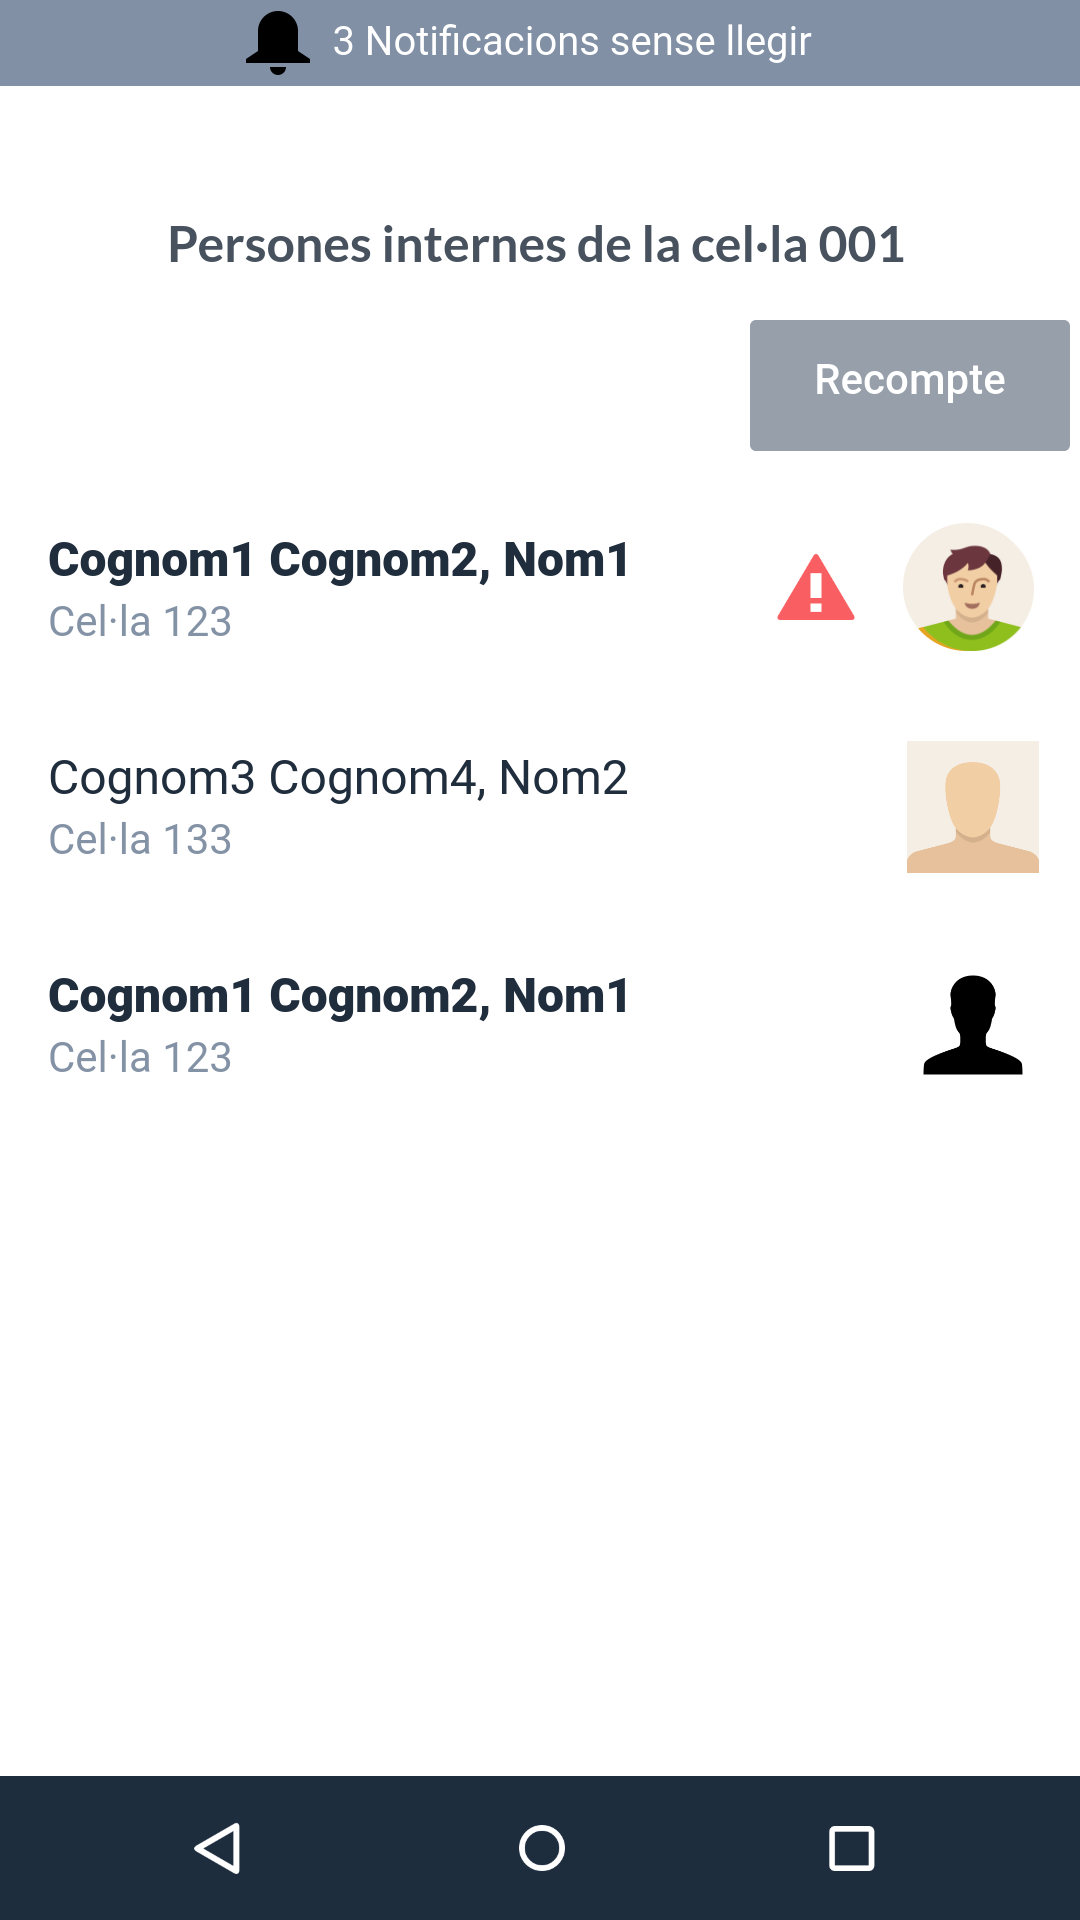 3 Notificacions sense llegir
Persones internes de la cel·la 001
Recompte
Cognom1 Cognom2, Nom1
Cel·la 123
Cognom3 Cognom4, Nom2
Cel·la 133
Cognom1 Cognom2, Nom1
Cel·la 123